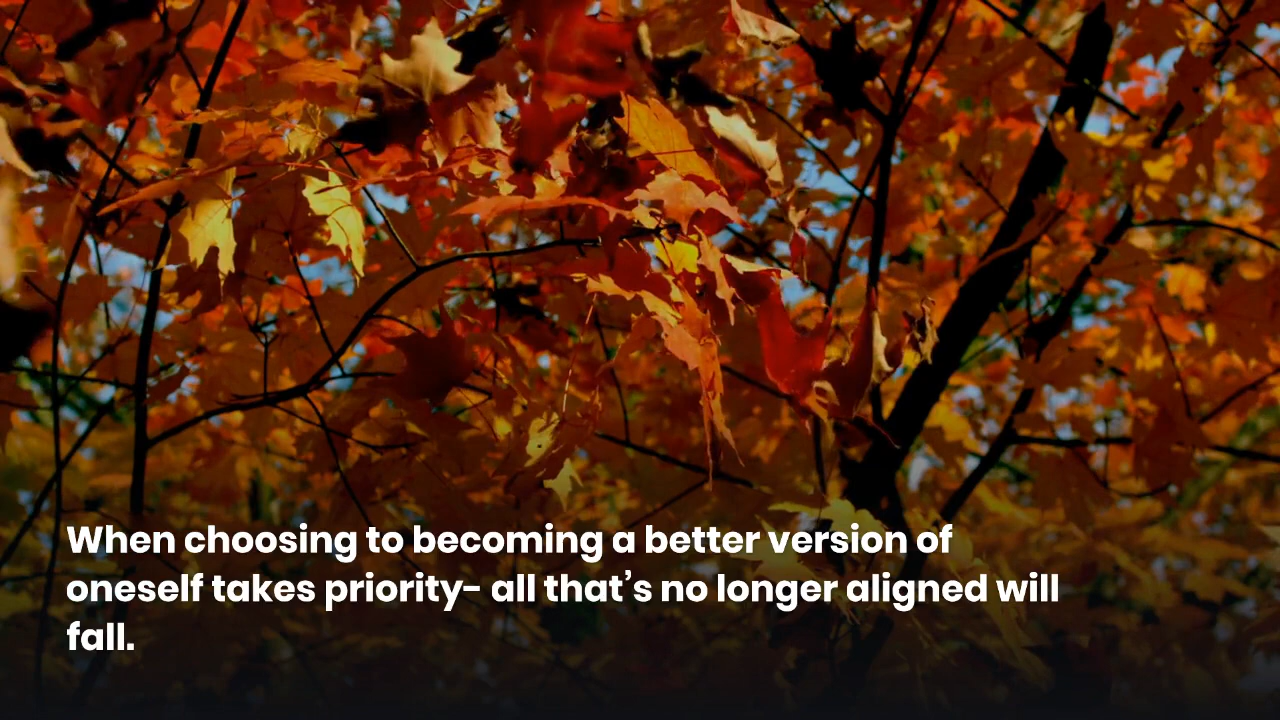 When choosing to becoming a better version of
oneself takes priority- all that’s no longer aligned will
fall.